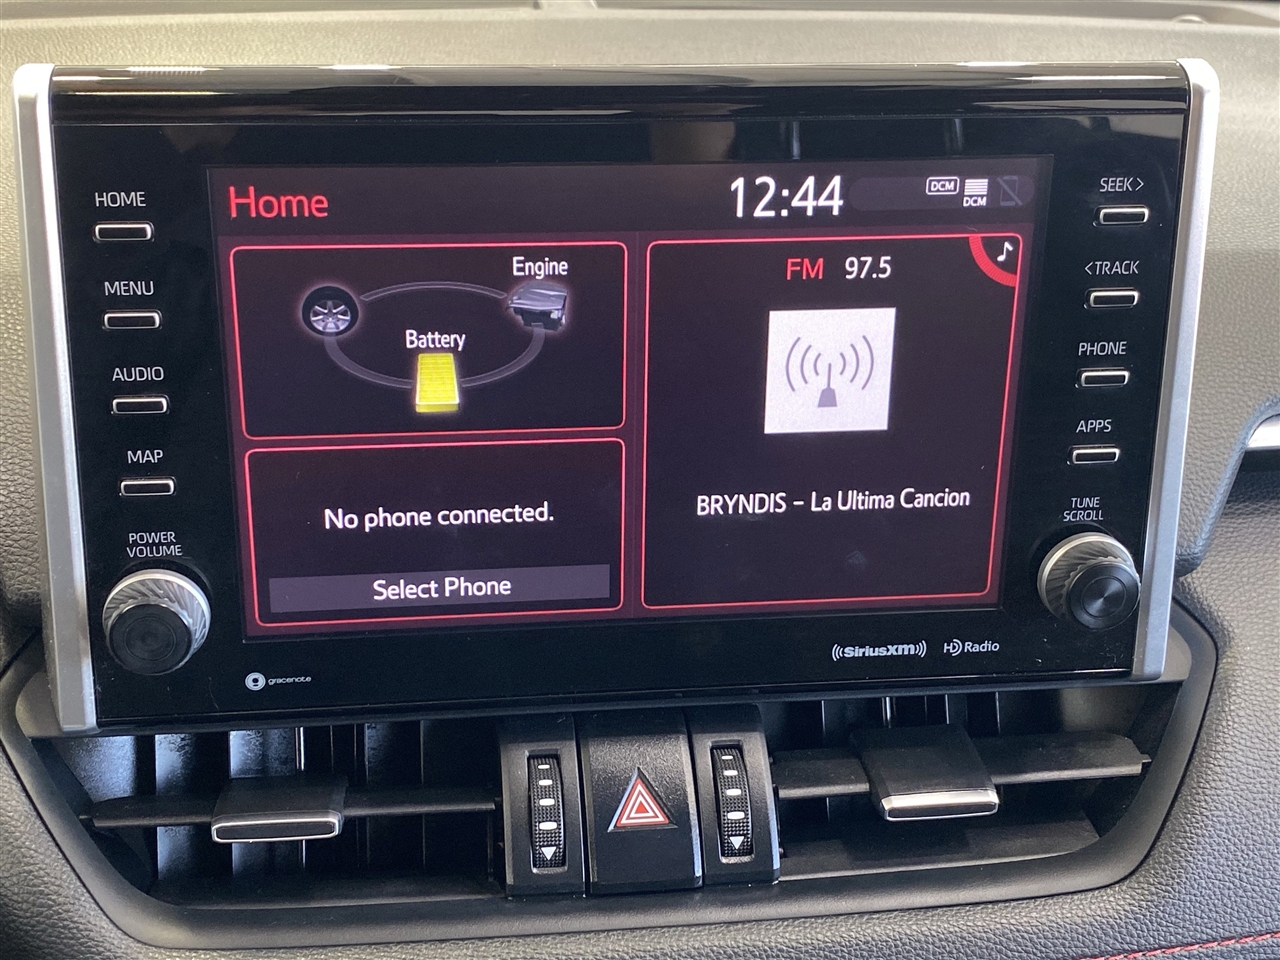 HOME
MENU
AUDIO
MAP
POWER
VOLUME
Home
12:44
DCM
DCM
Engine
Battery
No phone connected.
Select Phone
FM 97.5
BRYNDIS – La Ultima Cancion
SEEK >
< TRACK
PHONE
APPS
TUNE
SCROLL
gracenote
((SiriusXM))
HD Radio